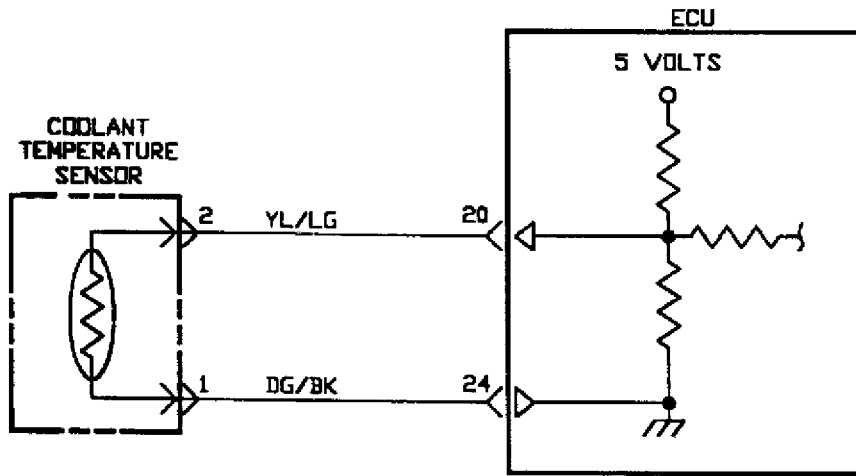 ECU
5 VOLTS
COOLANT
TEMPERATURE
SENSOR
2 YL/LG 20
1 DG/BK 24